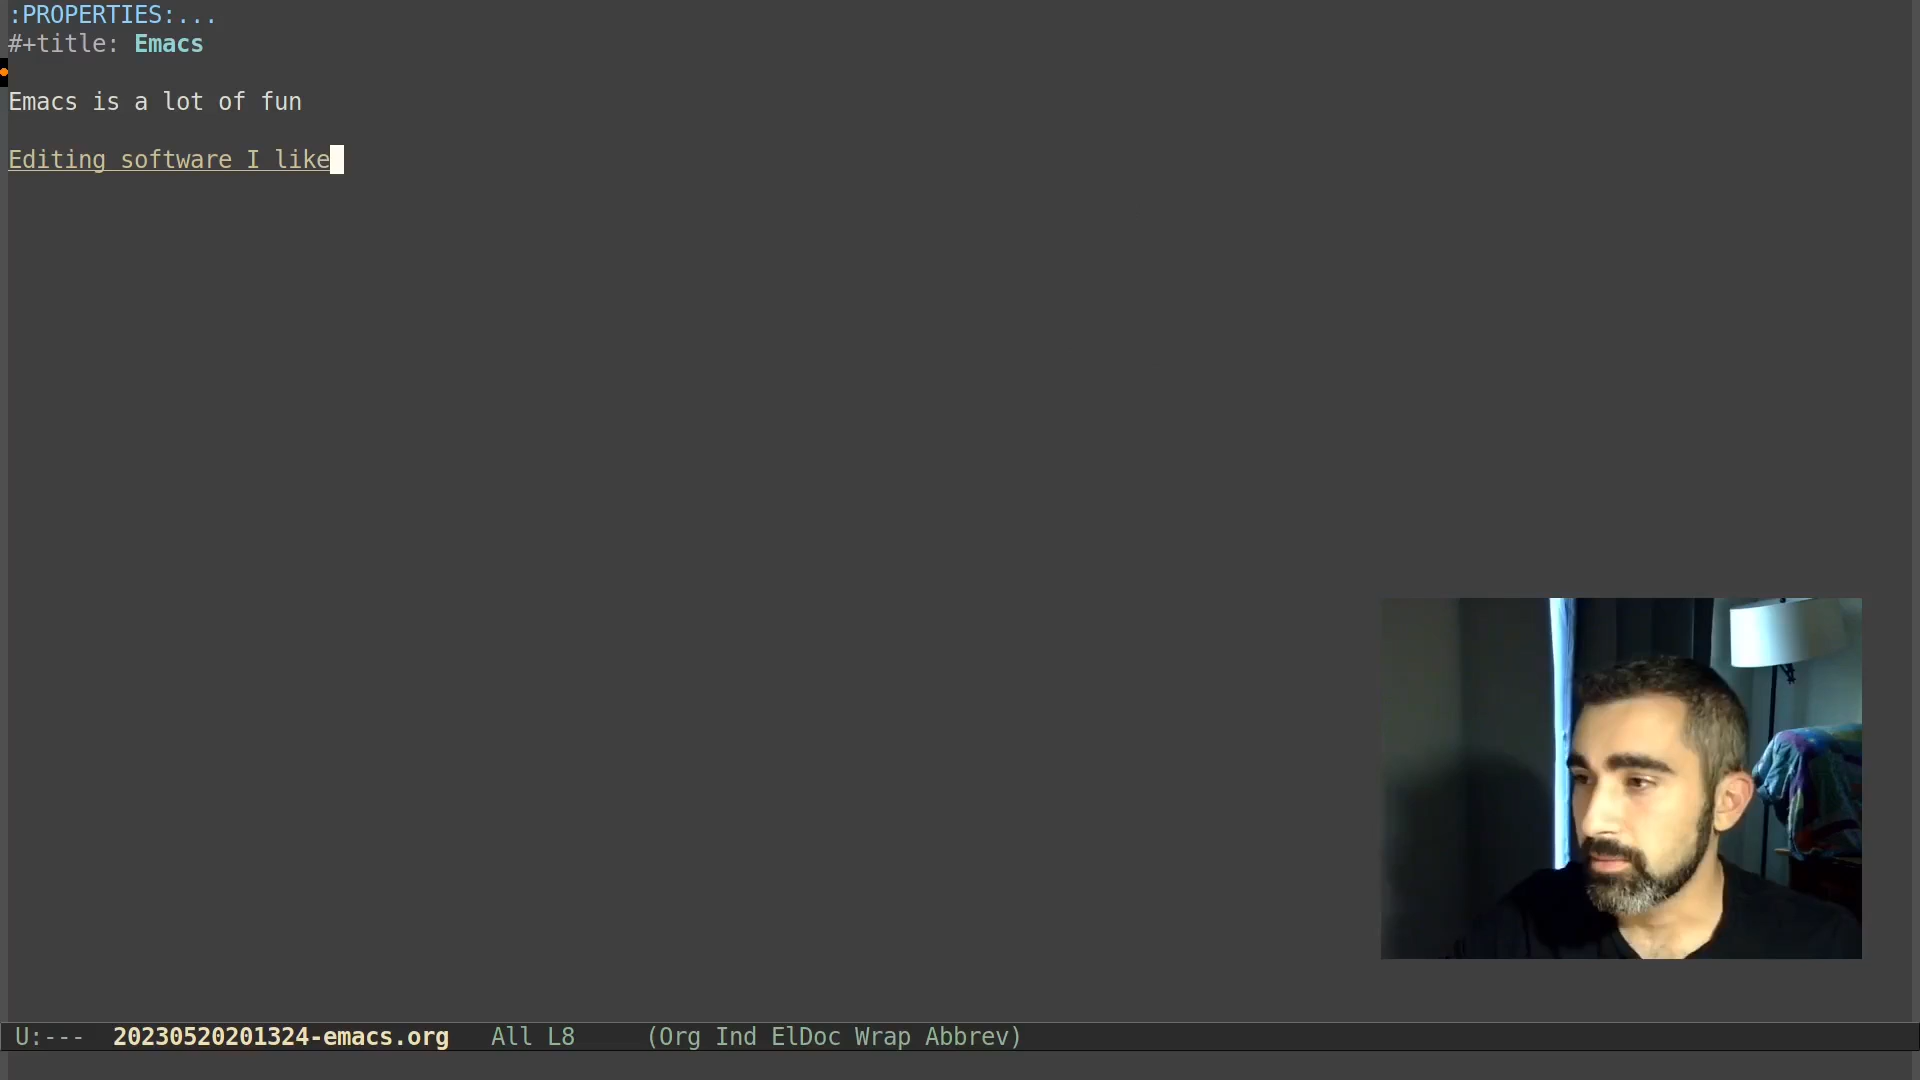 :PROPERTIES:...
#+title: Emacs
Emacs is a lot of fun
Editing software I like
U:--- 20230520201324-emacs.org All L8 (Org Ind ElDoc Wrap Abbrev)